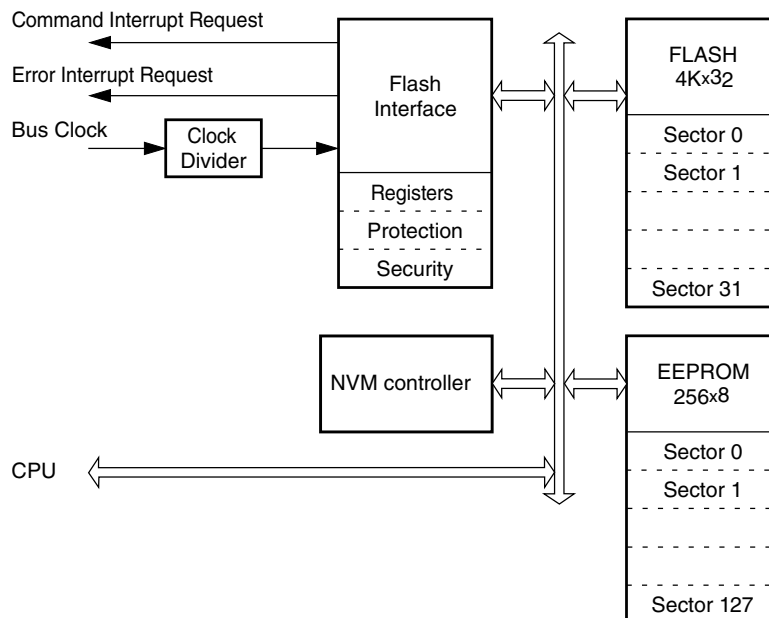 Command Interrupt Request
Error Interrupt Request
Bus Clock
Clock
Divider
Flash
Interface
Registers
Protection
Security
FLASH
4Kx32
Sector 0
Sector 1
Sector 31
NVM controller
EEPROM
256x8
Sector 0
Sector 1
Sector 127
CPU